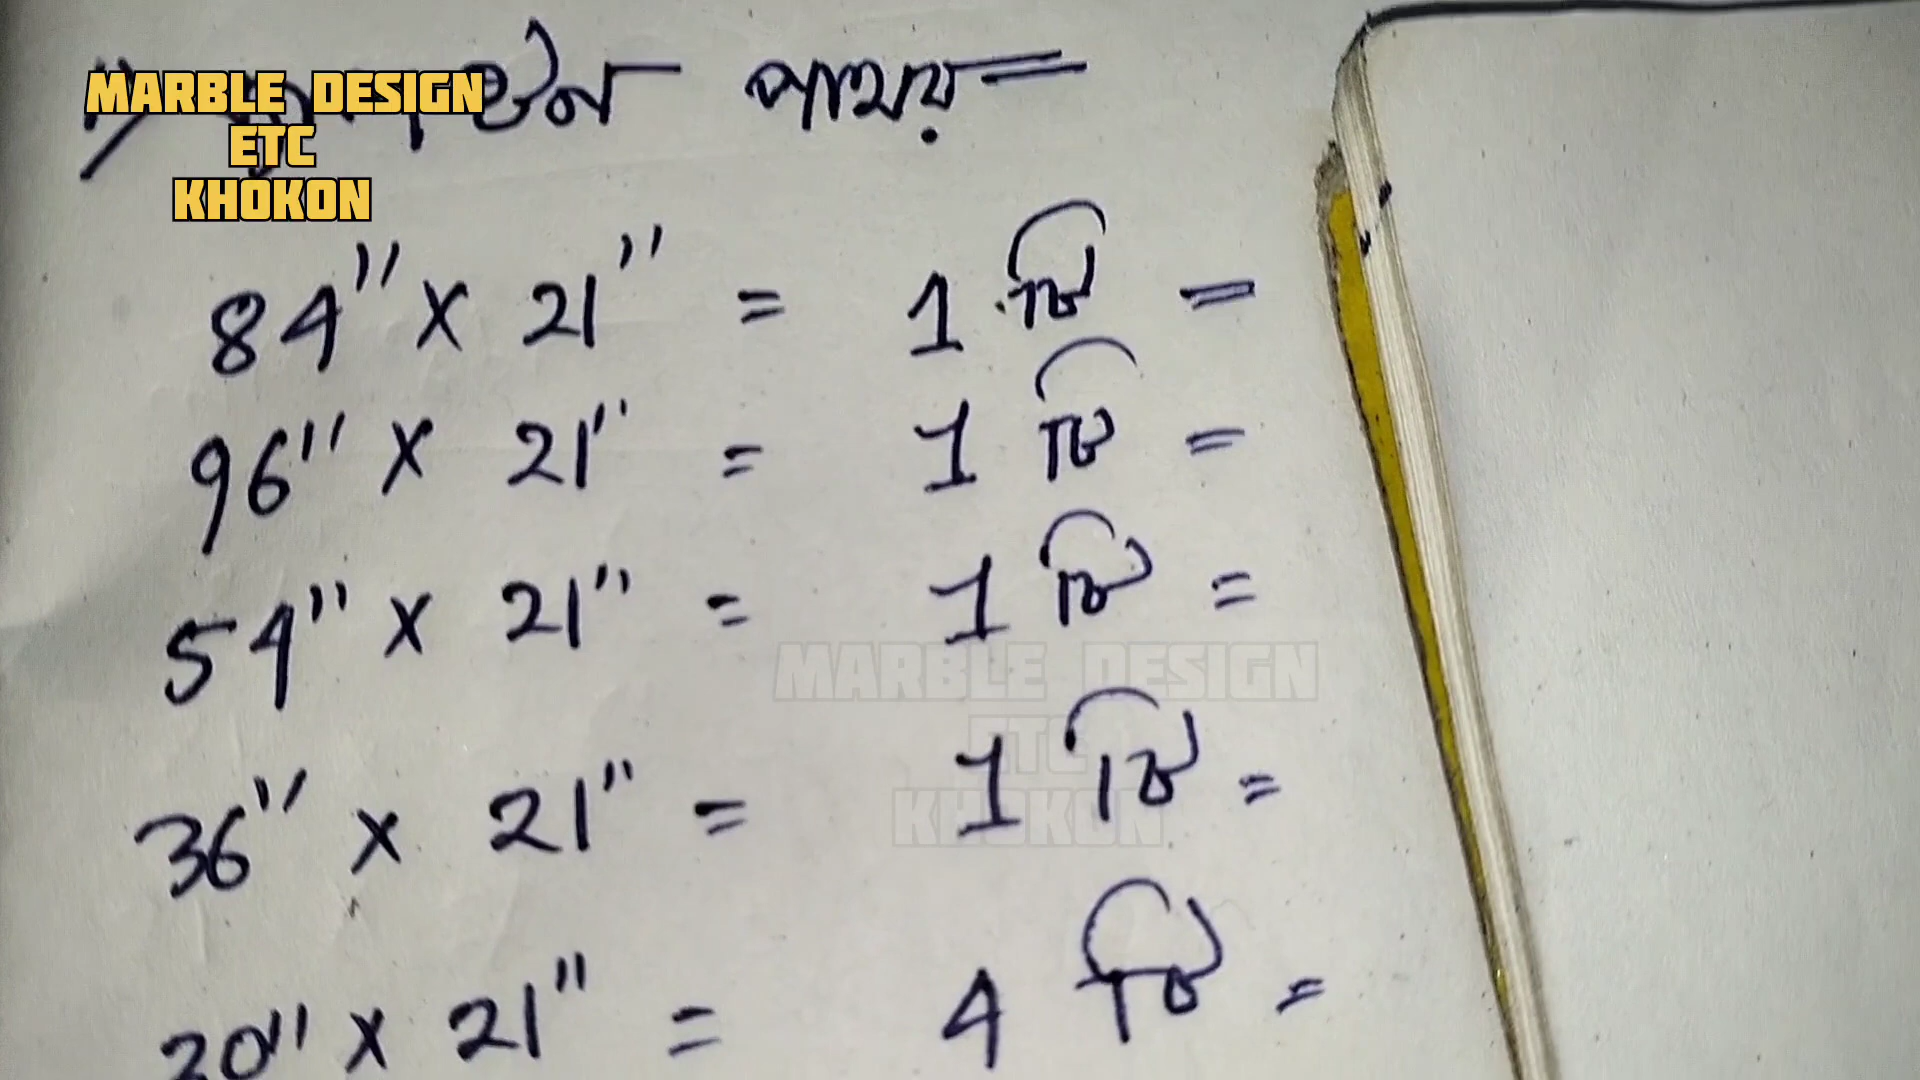 MARBLE DESIGN
ETC
KHOKON
পাথর
84" × 21" = 1 টি =
96" × 21" = 1 টি =
54" × 21" = 1 টি =
36" × 21" = 1 টি =
× 21" = 4 টি =
MARBLE DESIGN
ETC
KHOKON